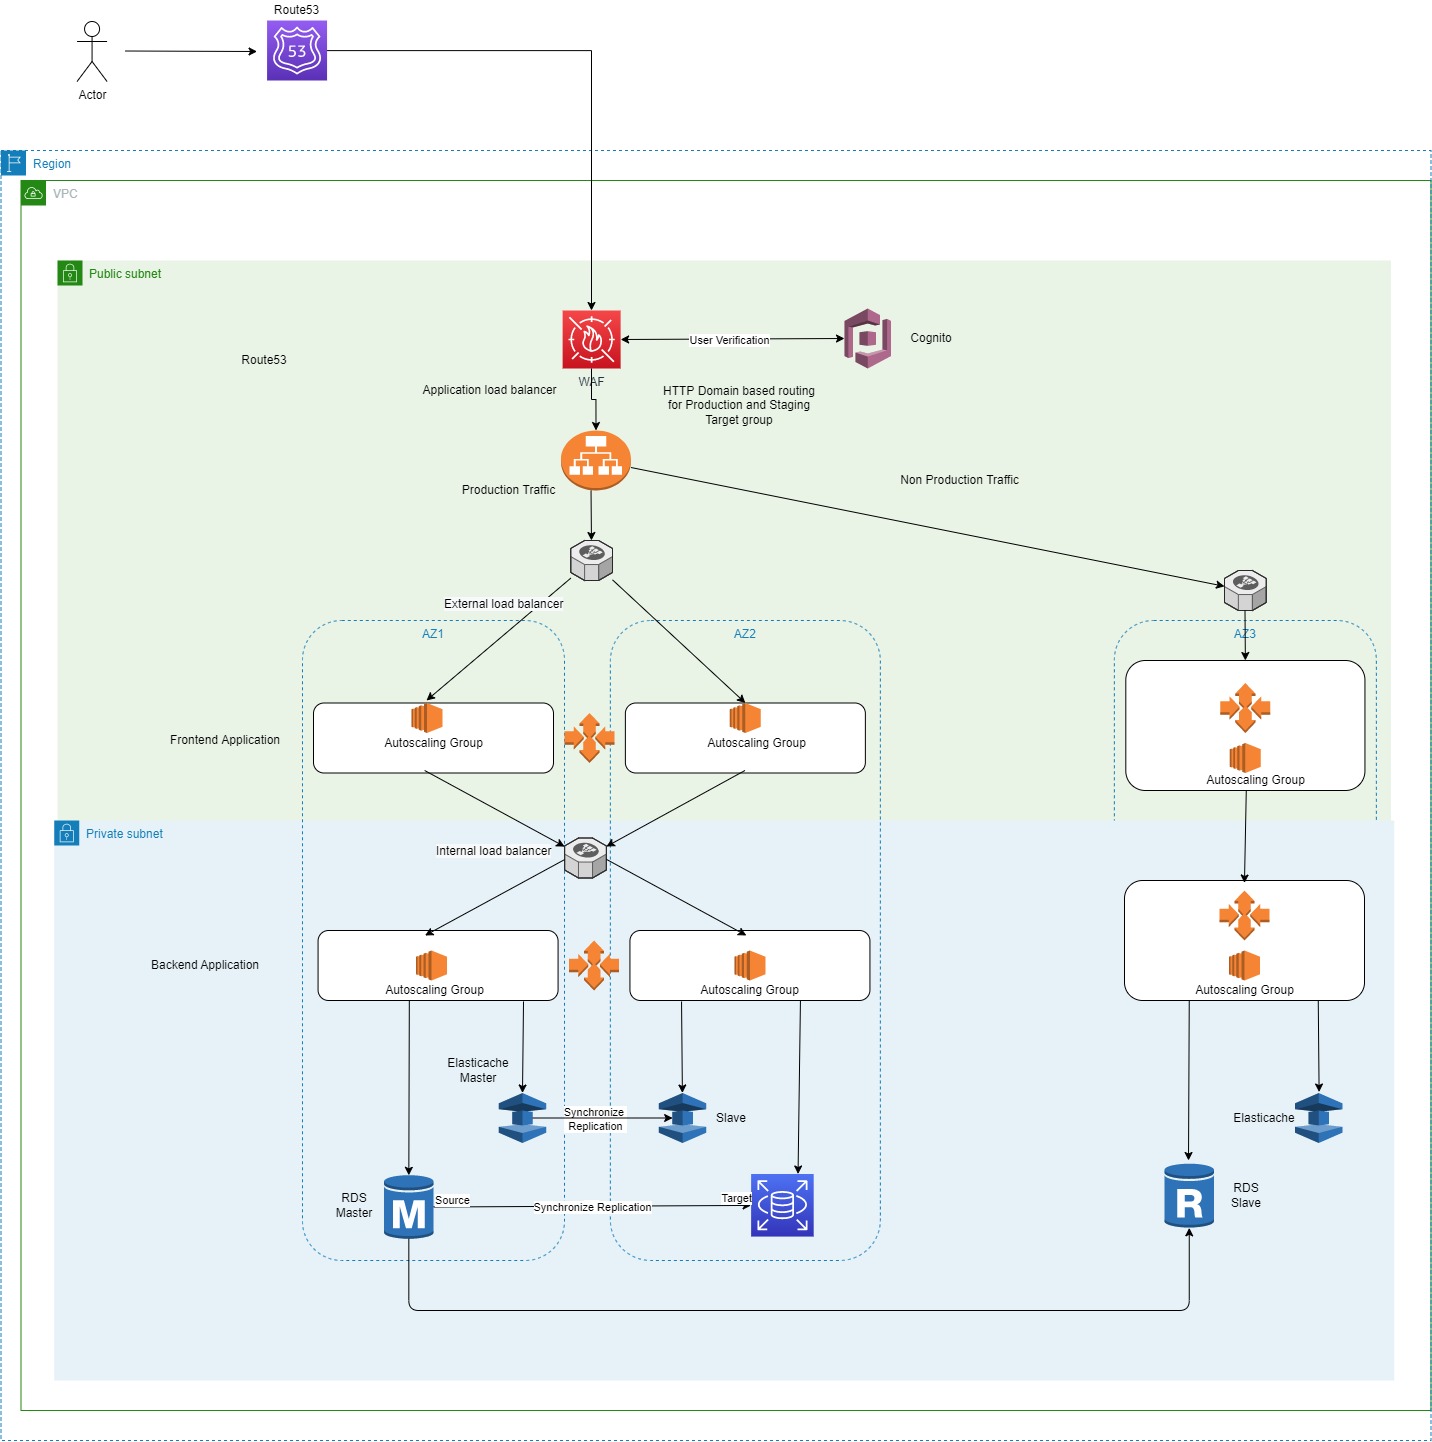 Route53
53
Actor
Region
VPC
Public subnet
User Verification
Cognito
Route53
WAF
Application load balancer
HTTP Domain based routing
for Production and Staging
Target group
Production Traffic
Non Production Traffic
External load balancer
AZ1
AZ2
AZ3
Frontend Application
Autoscaling Group
Autoscaling Group
Autoscaling Group
Private subnet
Internal load balancer
Backend Application
Autoscaling Group
Autoscaling Group
Autoscaling Group
Elasticache
Master
Synchronize
Replication
Slave
Elasticache
RDS
Master
M
Source
Synchronize Replication
Target
R
RDS
Slave